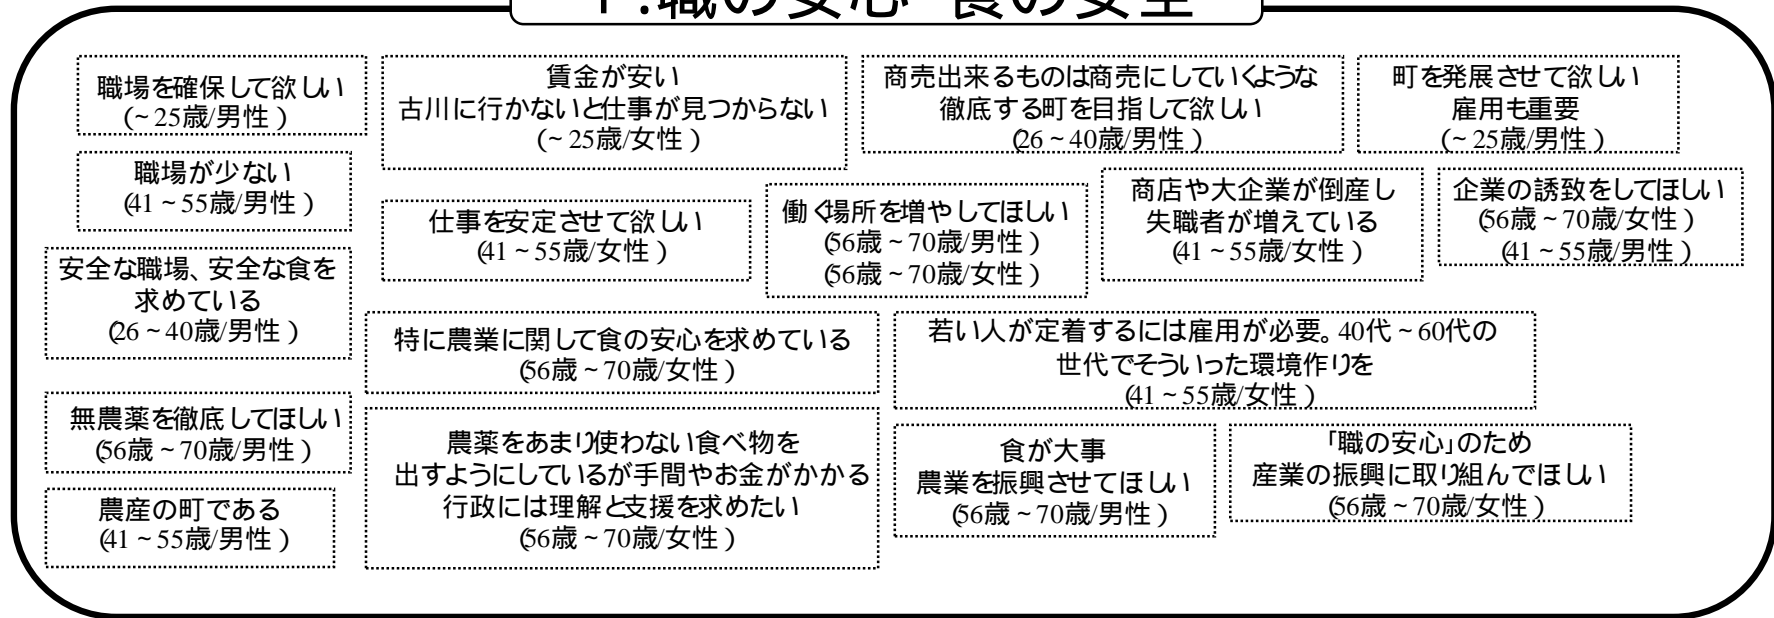 1.職の安心 食の安全
職場を確保して欲しい
(~25歳/男性)
賃金が安い
古川に行かないと仕事が見つからない
(~25歳/女性)
商売出来るものは商売にしていくような
徹底する町を目指して欲しい
(26~40歳/男性)
町を発展させて欲しい
雇用も重要
(~25歳/男性)
職場が少ない
(41~55歳/男性)
仕事を安定させて欲しい
(41~55歳/女性)
働く場所を増やしてほしい
(56歳~70歳/男性)
(56歳~70歳/女性)
商店や大企業が倒産し
失職者が増えている
(41~55歳/女性)
企業の誘致をしてほしい
(56歳~70歳/女性)
(41~55歳/男性)
安全な職場、安全な食を
求めている
(26~40歳/男性)
特に農業に関して食の安心を求めている
(56歳~70歳/女性)
若い人が定着するには雇用が必要。40代~60代の
世代でそういった環境作りを
(41~55歳/女性)
無農薬を徹底してほしい
(56歳~70歳/男性)
農薬をあまり使わない食べ物を
出すようにしているが手間やお金がかかる
行政には理解と支援を求めたい
(56歳~70歳/女性)
食が大事
農業を振興させてほしい
(56歳~70歳/男性)
「職の安心」のため
産業の振興に取り組んでほしい
(56歳~70歳/女性)
農産の町である
(41~55歳/男性)